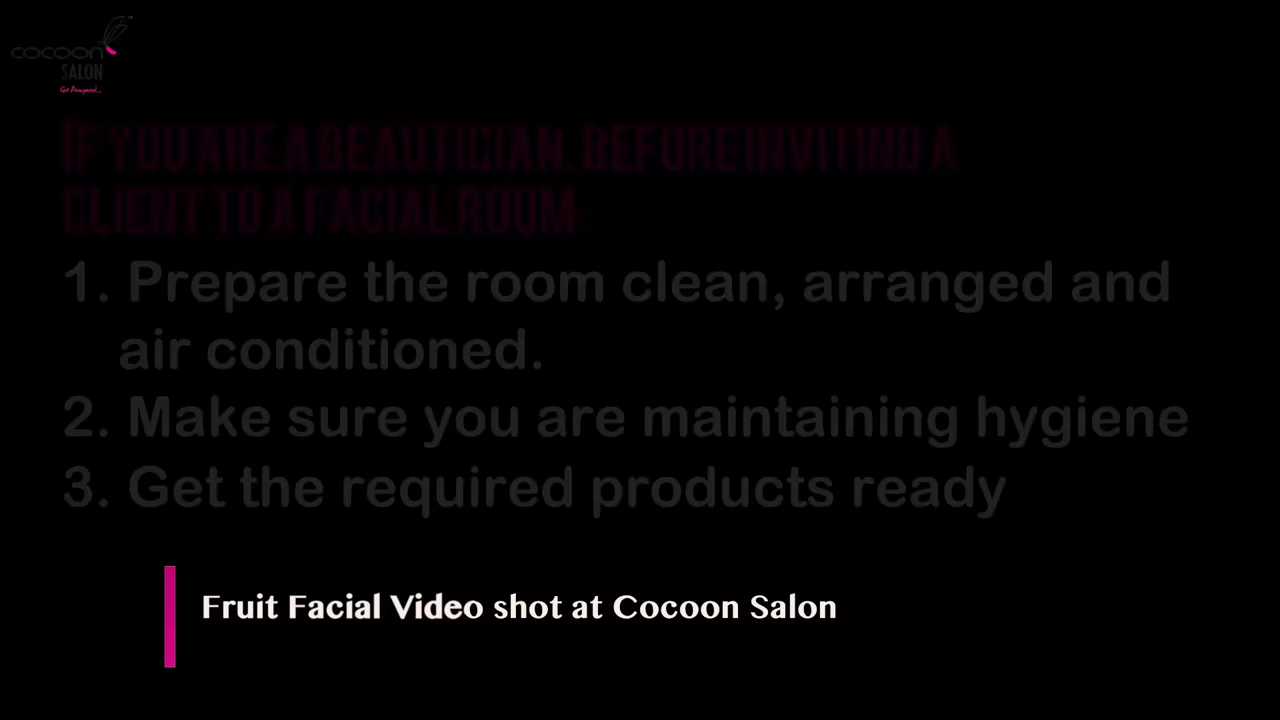 cocoon
SALON
Get Pampered...
IF YOU ARE A BEAUTICIAN, BEFORE INVITING A
CLIENT TO A FACIAL ROOM:
1. Prepare the room clean, arranged and
air conditioned.
2. Make sure you are maintaining hygiene
3. Get the required products ready
Fruit Facial Video shot at Cocoon Salon